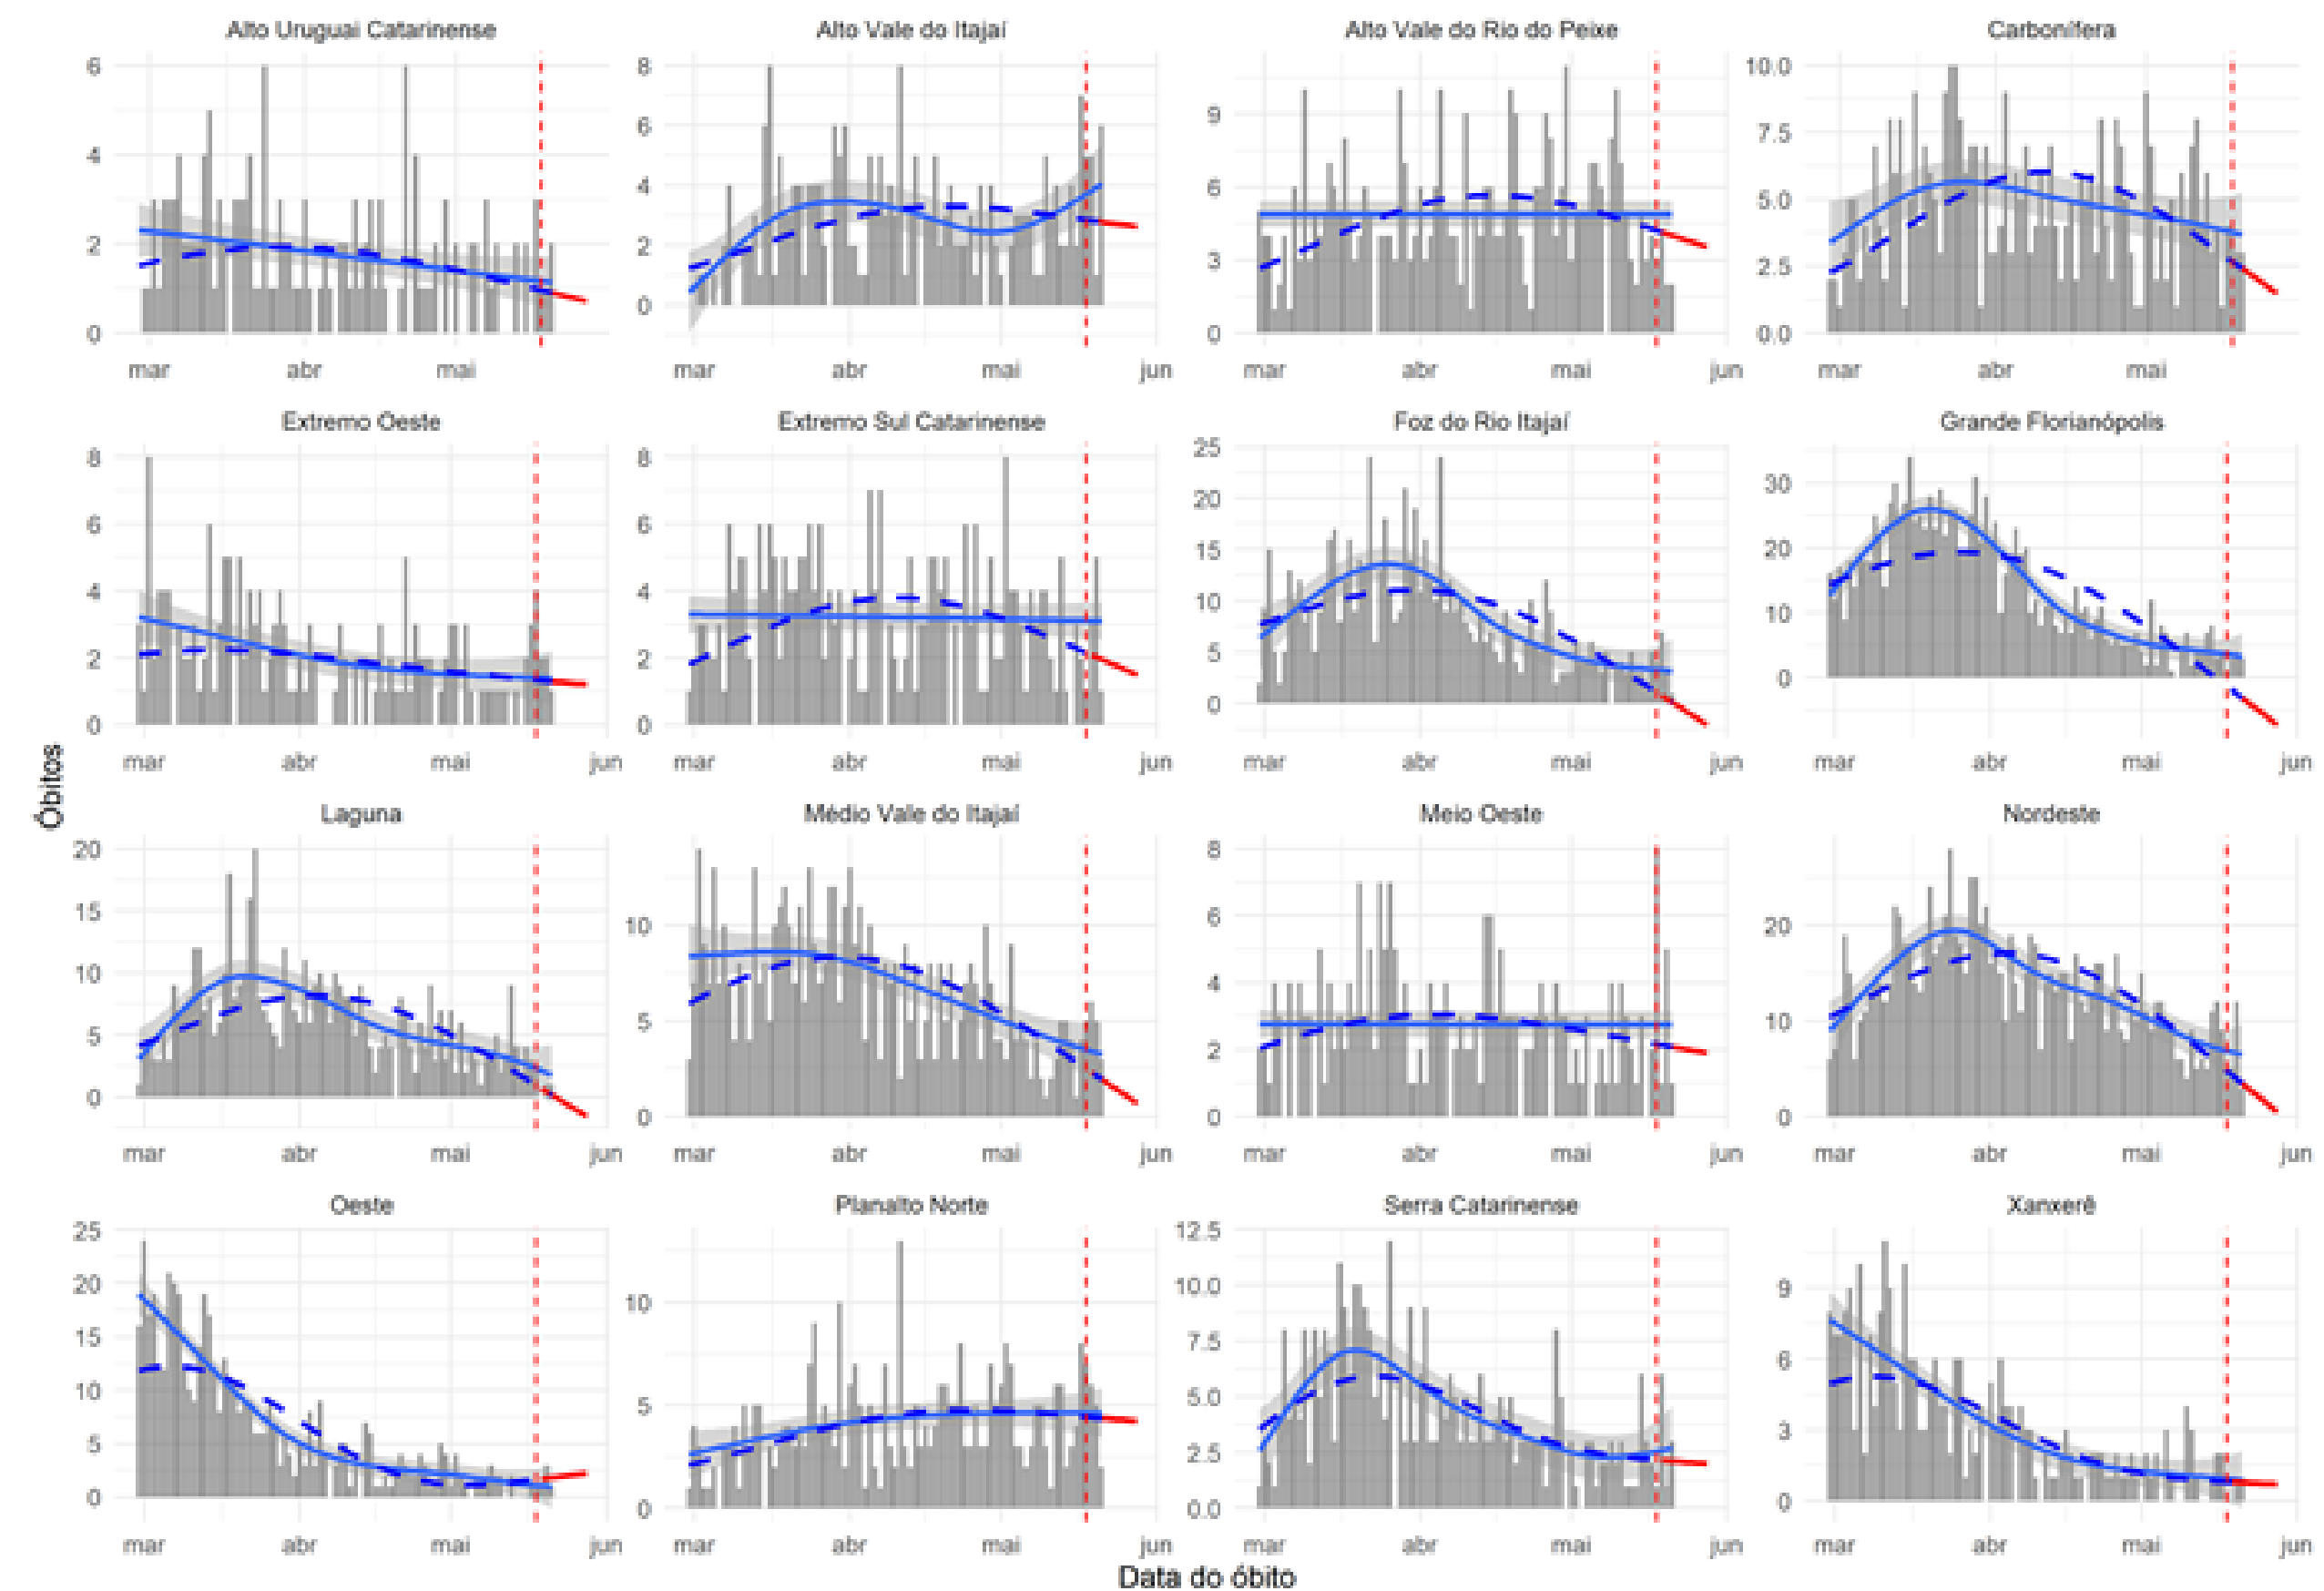 Alto Uruguai Catarinense
Alto Vale do Itajaí
Alto Vale do Rio do Peixe
Carbonífera
6
4
2
0
mar abr mai
8
6
4
2
0
mar abr mai jun
9
6
3
0
mar abr mai jun
10.0
7.5
5.0
2.5
0.0
mar abr mai
Extremo Oeste
Extremo Sul Catarinense
Foz do Rio Itajaí
Grande Florianópolis
8
6
4
2
0
mar abr mai jun
8
6
4
2
0
mar abr mai jun
25
20
15
10
5
0
mar abr mai jun
30
20
10
0
mar abr mai jun
Óbitos
Laguna
Médio Vale do Itajaí
Meio Oeste
Nordeste
20
15
10
5
0
mar abr mai jun
10
5
0
mar abr mai jun
8
6
4
2
0
mar abr mai jun
20
10
0
mar abr mai jun
Oeste
Planalto Norte
Serra Catarinense
Xanxerê
25
20
15
10
5
0
mar abr mai jun
10
5
0
mar abr mai jun
12.5
10.0
7.5
5.0
2.5
0.0
mar abr mai jun
9
6
3
0
mar abr mai jun
Data do óbito